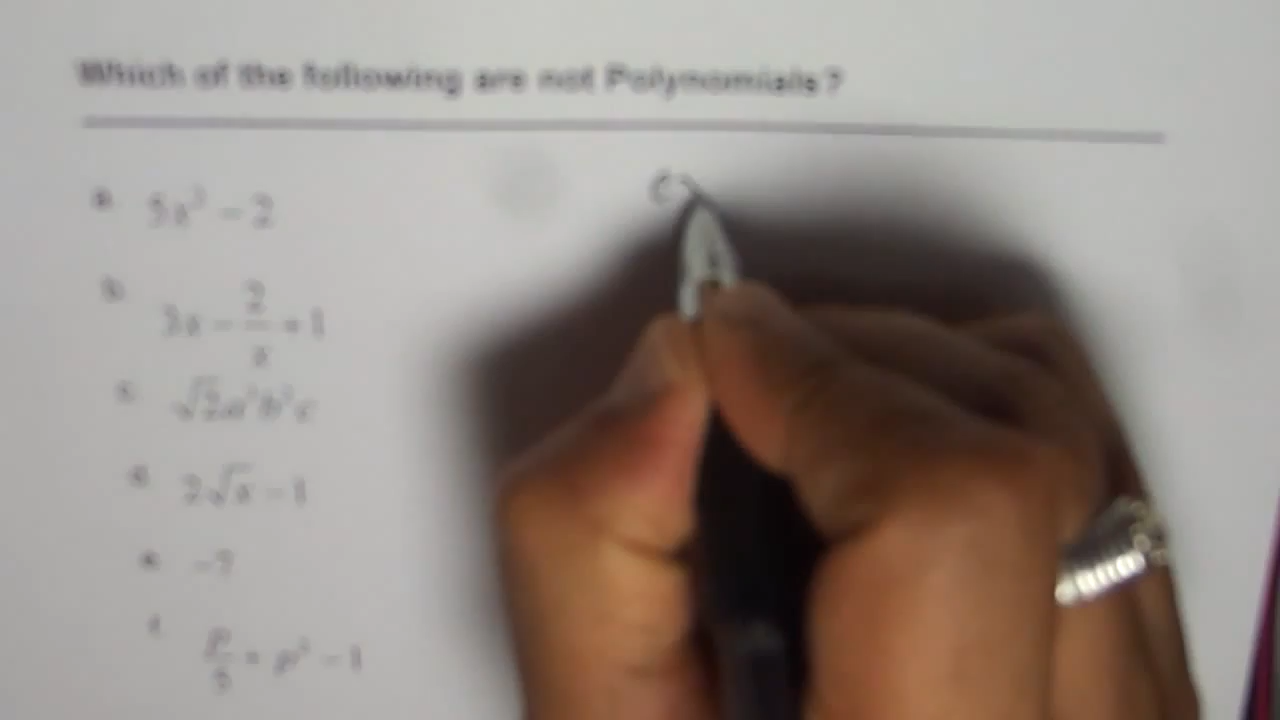 Which of the following are not Polynomials?
a. 5x³ − 2
b. 3x − 2/x + 1
c. √2a²b³c
d. 2√x − 1
e. −7
f. p/5 + p² − 1